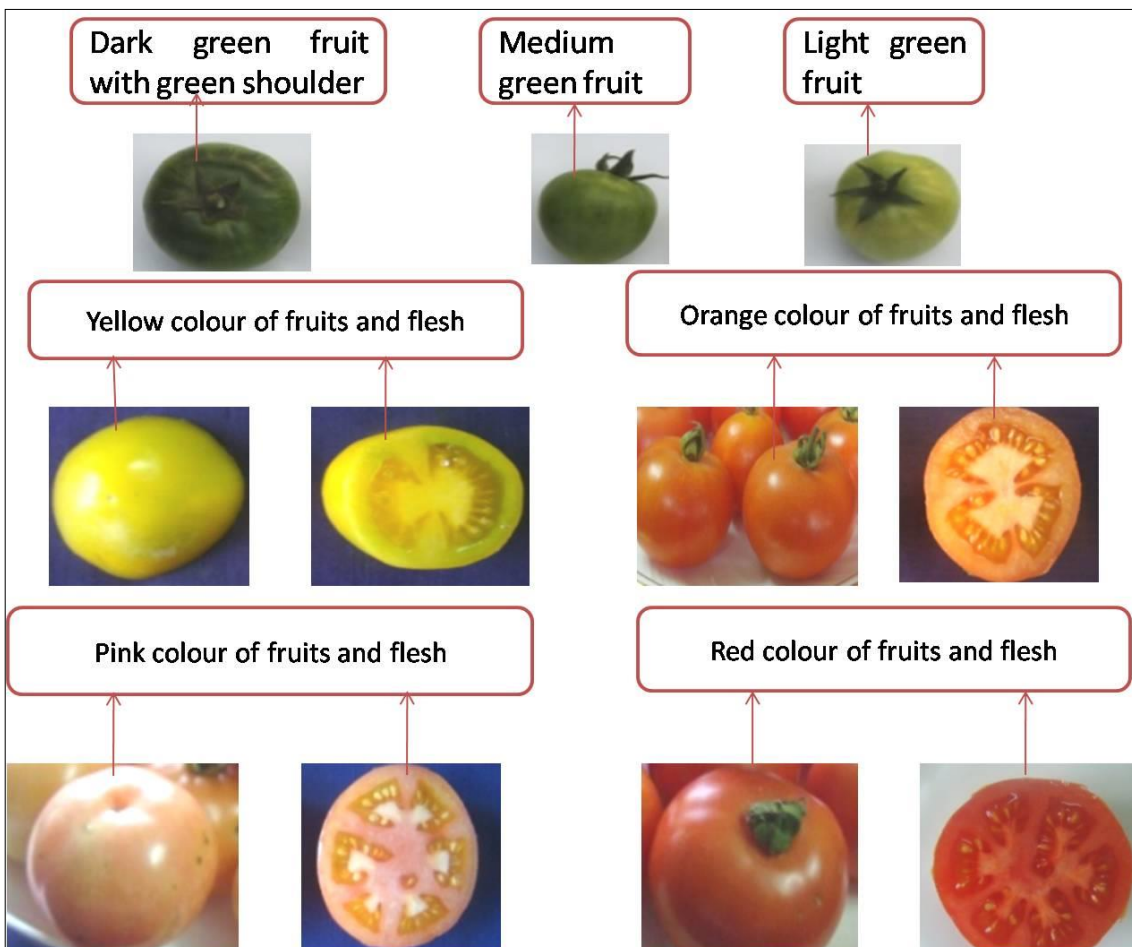 Dark green fruit
with green shoulder
Medium
green fruit
Light green
fruit
Yellow colour of fruits and flesh
Orange colour of fruits and flesh
Pink colour of fruits and flesh
Red colour of fruits and flesh